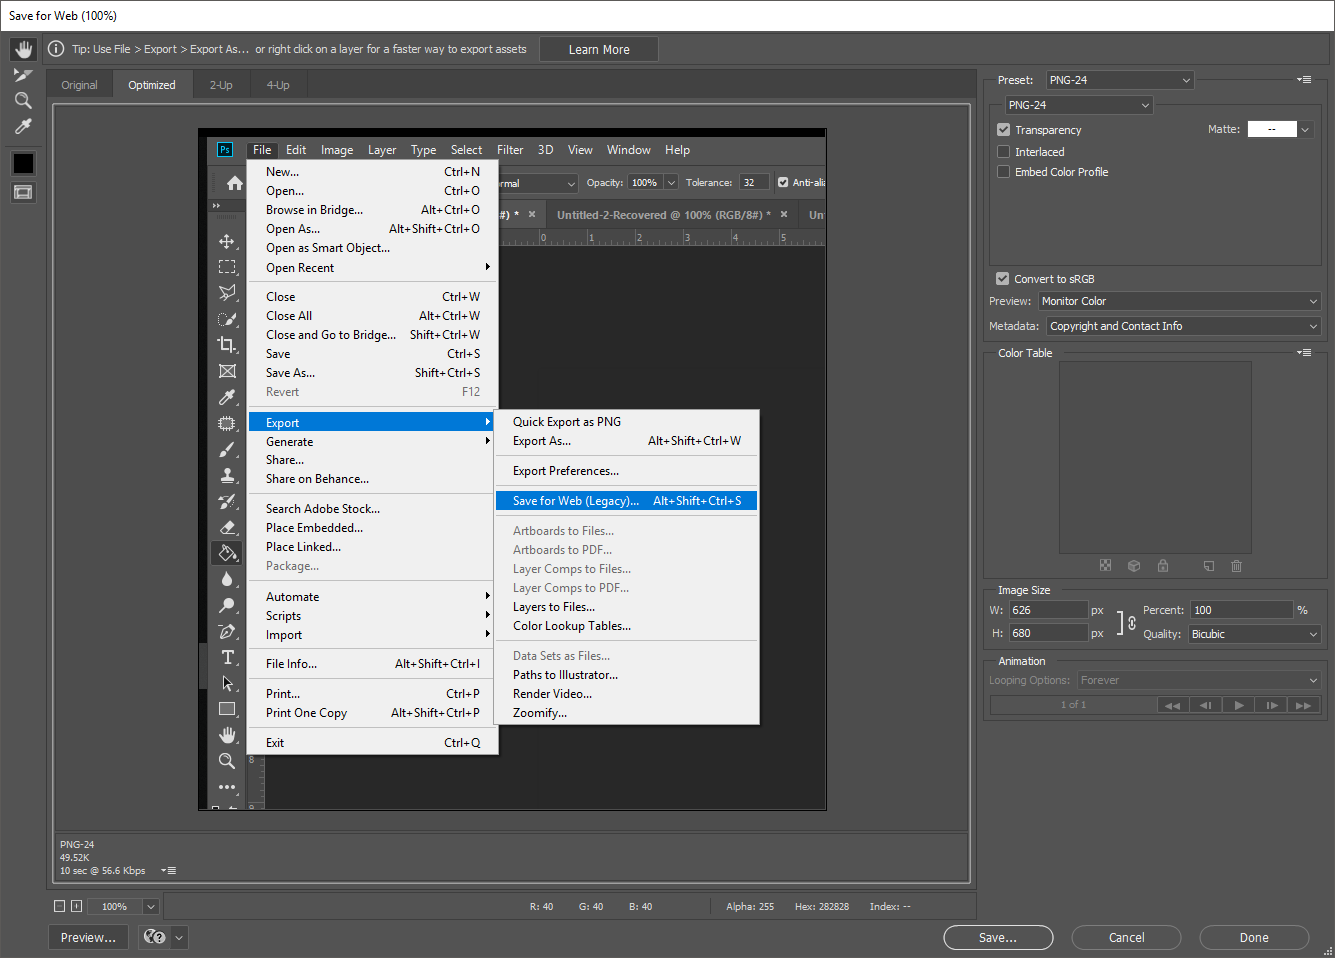 Save for Web (100%)
Tip: Use File > Export > Export As... or right click on a layer for a faster way to export assets
Learn More
Original
Optimized
2-Up
4-Up
Ps
File Edit Image Layer Type Select Filter 3D View Window Help
New... Ctrl+N
Open... Ctrl+O
Browse in Bridge... Alt+Ctrl+O
Open As... Alt+Shift+Ctrl+O
Open as Smart Object...
Open Recent
Close Ctrl+W
Close All Alt+Ctrl+W
Close and Go to Bridge... Shift+Ctrl+W
Save Ctrl+S
Save As... Shift+Ctrl+S
Revert F12
Export
Generate
Share...
Share on Behance...
Search Adobe Stock...
Place Embedded...
Place Linked...
Package...
Automate
Scripts
Import
File Info... Alt+Shift+Ctrl+I
Print... Ctrl+P
Print One Copy Alt+Shift+Ctrl+P
Exit Ctrl+Q
rmal Opacity: 100% Tolerance: 32 Anti-alia
#) * × Untitled-2-Recovered @ 100% (RGB/8#) * × Un
0 1 2 3 4 5
Quick Export as PNG
Export As... Alt+Shift+Ctrl+W
Export Preferences...
Save for Web (Legacy)... Alt+Shift+Ctrl+S
Artboards to Files...
Artboards to PDF...
Layer Comps to Files...
Layer Comps to PDF...
Layers to Files...
Color Lookup Tables...
Data Sets as Files...
Paths to Illustrator...
Render Video...
Zoomify...
8
9
PNG-24
49.52K
10 sec @ 56.6 Kbps
100%
R: 40 G: 40 B: 40 Alpha: 255 Hex: 282828 Index: --
Preview...
Preset: PNG-24
PNG-24
Transparency Matte: --
Interlaced
Embed Color Profile
Convert to sRGB
Preview: Monitor Color
Metadata: Copyright and Contact Info
Color Table
Image Size
W: 626 px Percent: 100 %
H: 680 px Quality: Bicubic
Animation
Looping Options: Forever
1 of 1
Save...
Cancel
Done